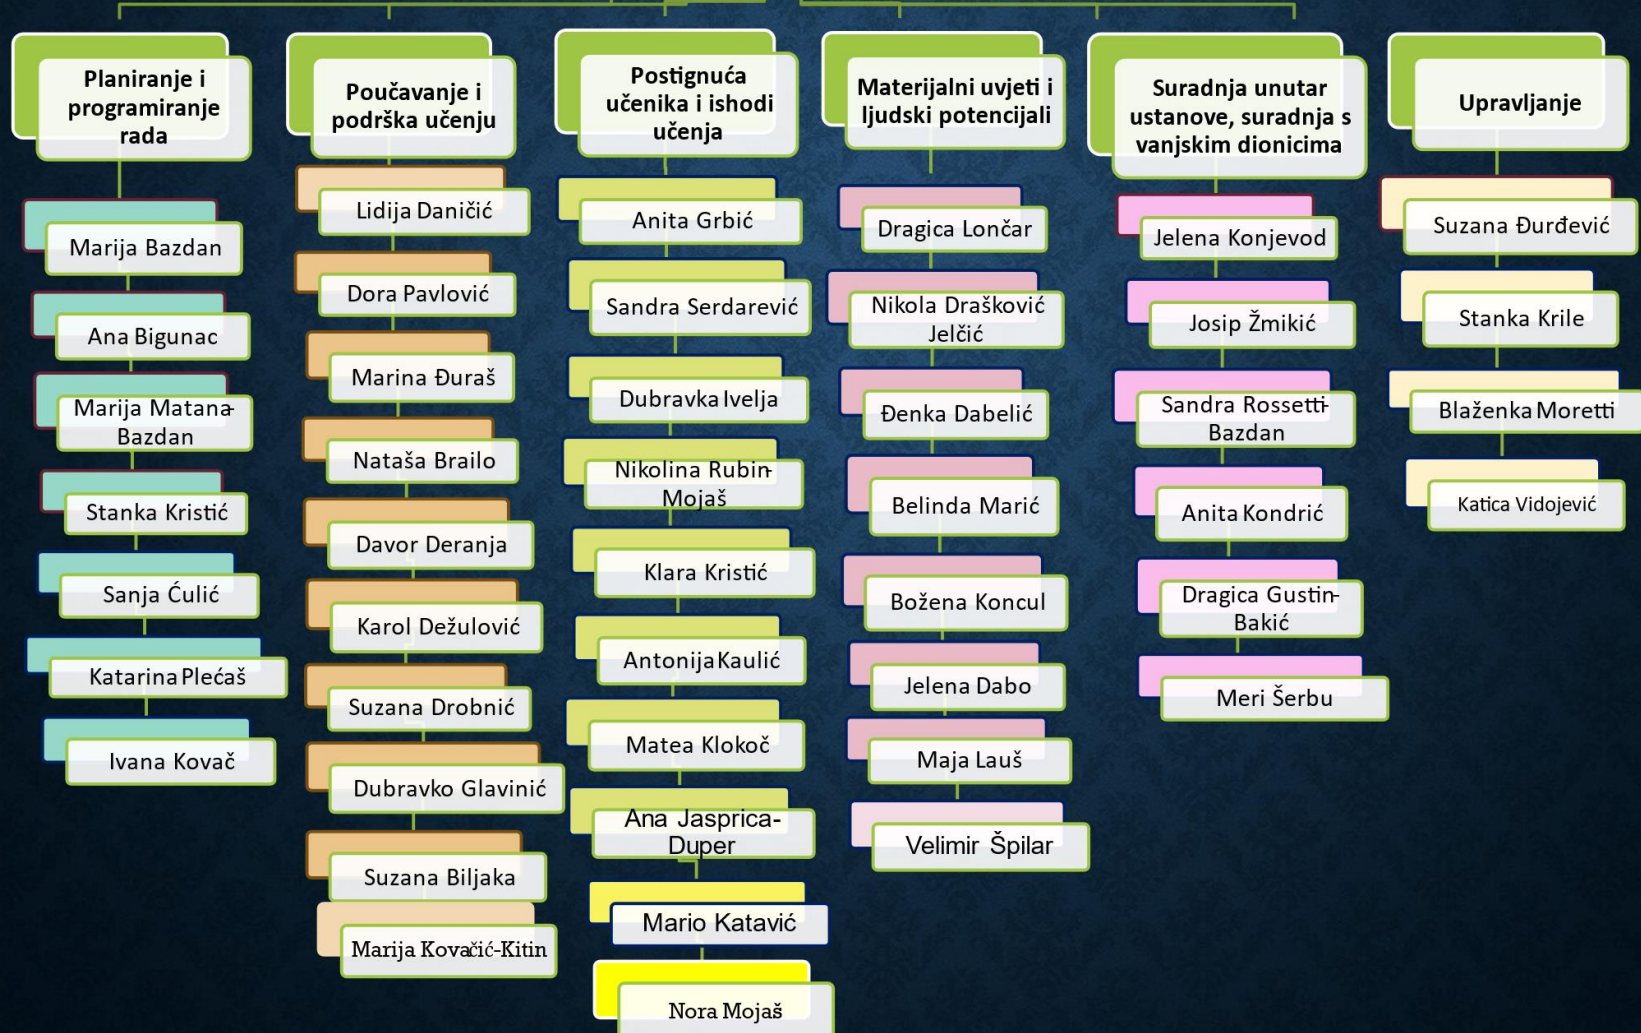 Planiranje i
programiranje
rada
Marija Bazdan
Ana Bigunac
Marija Matana-
Bazdan
Stanka Kristić
Sanja Ćulić
Katarina Plećaš
Ivana Kovač
Poučavanje i
podrška učenju
Lidija Daničić
Dora Pavlović
Marina Đuraš
Nataša Brailo
Davor Deranja
Karol Dežulović
Suzana Drobnić
Dubravko Glavinić
Suzana Biljaka
Marija Kovačić-Kitin
Postignuća
učenika i ishodi
učenja
Anita Grbić
Sandra Serdarević
Dubravka Ivelja
Nikolina Rubin-
Mojaš
Klara Kristić
Antonija Kaulić
Matea Klokoč
Ana Jasprica-
Duper
Mario Katavić
Nora Mojaš
Materijalni uvjeti i
ljudski potencijali
Dragica Lončar
Nikola Drašković
Jelčić
Đenka Dabelić
Belinda Marić
Božena Koncul
Jelena Dabo
Maja Lauš
Velimir Špilar
Suradnja unutar
ustanove, suradnja s
vanjskim dionicima
Jelena Konjevod
Josip Žmikić
Sandra Rossetti-
Bazdan
Anita Kondrić
Dragica Gustin-
Bakić
Meri Šerbu
Upravljanje
Suzana Đurđević
Stanka Krile
Blaženka Moretti
Katica Vidojević